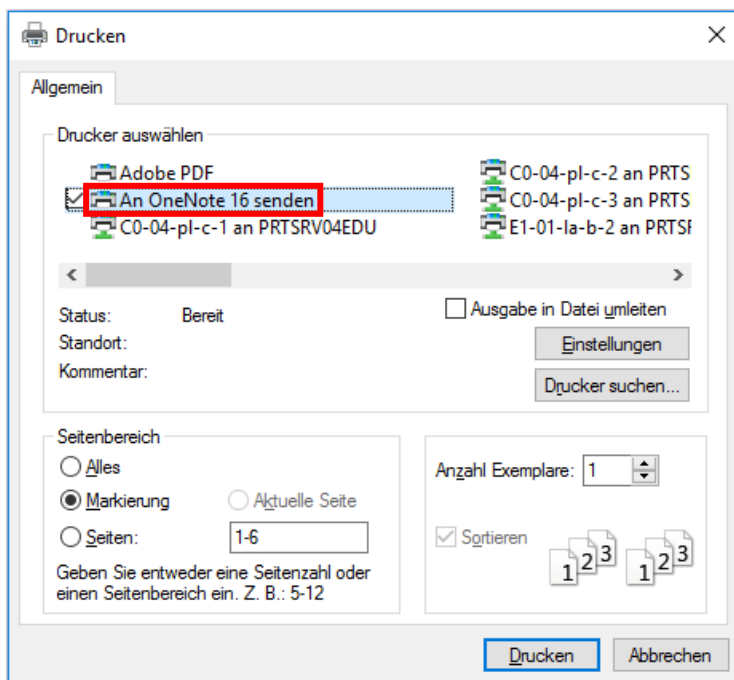 Drucken
Allgemein
Drucker auswählen
Adobe PDF
An OneNote 16 senden
C0-04-pl-c-1 an PRTSRV04EDU
C0-04-pl-c-2 an PRTS
C0-04-pl-c-3 an PRTS
E1-01-la-b-2 an PRTSF
Status: Bereit
Standort:
Kommentar:
Ausgabe in Datei umleiten
Einstellungen
Drucker suchen...
Seitenbereich
Alles
Markierung Aktuelle Seite
Seiten: 1-6
Geben Sie entweder eine Seitenzahl oder
einen Seitenbereich ein. Z. B.: 5-12
Anzahl Exemplare: 1
Sortieren
1 2 3 1 2 3
Drucken Abbrechen